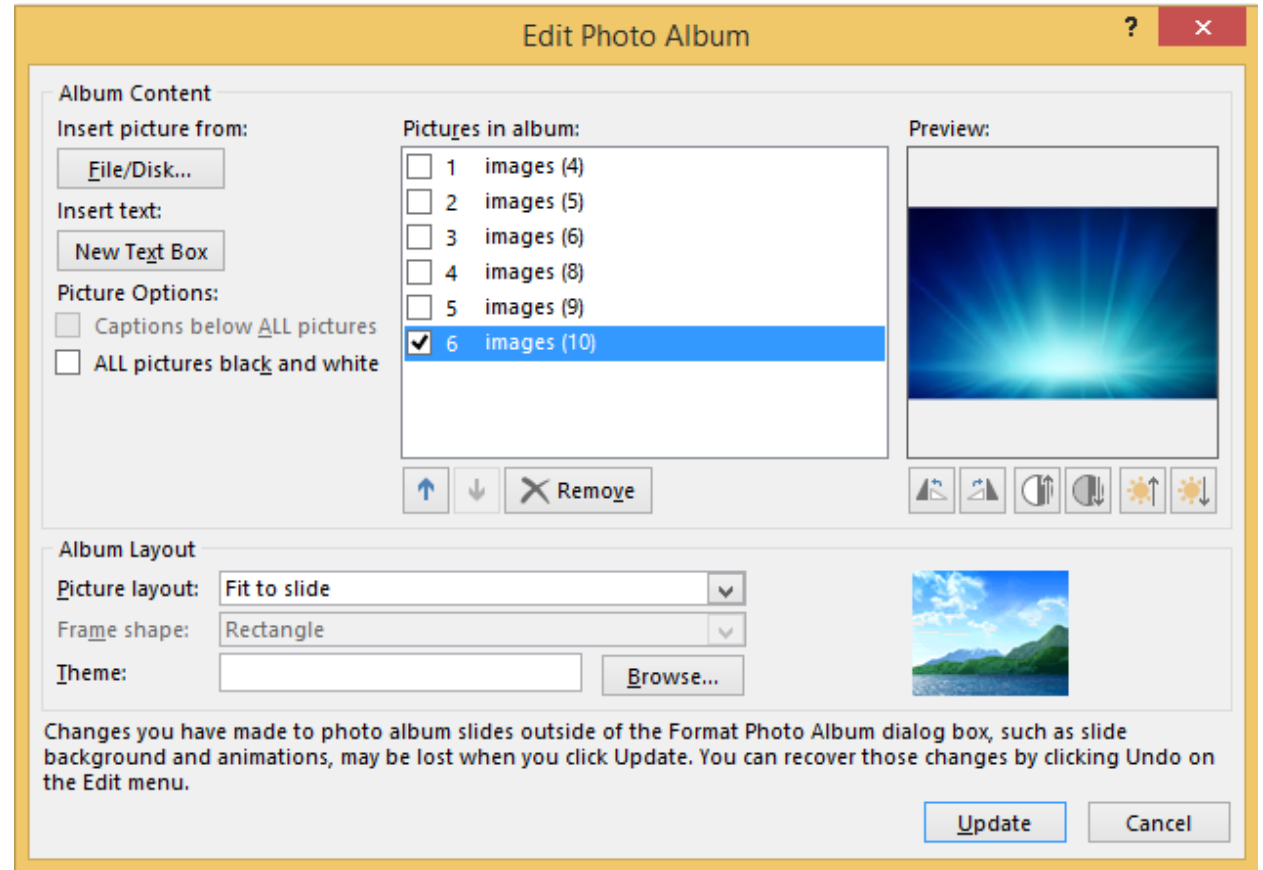 Edit Photo Album
?
Album Content
Insert picture from:
File/Disk...
Insert text:
New Text Box
Picture Options:
Captions below ALL pictures
ALL pictures black and white
Pictures in album:
1 images (4)
2 images (5)
3 images (6)
4 images (8)
5 images (9)
6 images (10)
Remove
Preview:
Album Layout
Picture layout: Fit to slide
Frame shape: Rectangle
Theme:
Browse...
Changes you have made to photo album slides outside of the Format Photo Album dialog box, such as slide
background and animations, may be lost when you click Update. You can recover those changes by clicking Undo on
the Edit menu.
Update Cancel